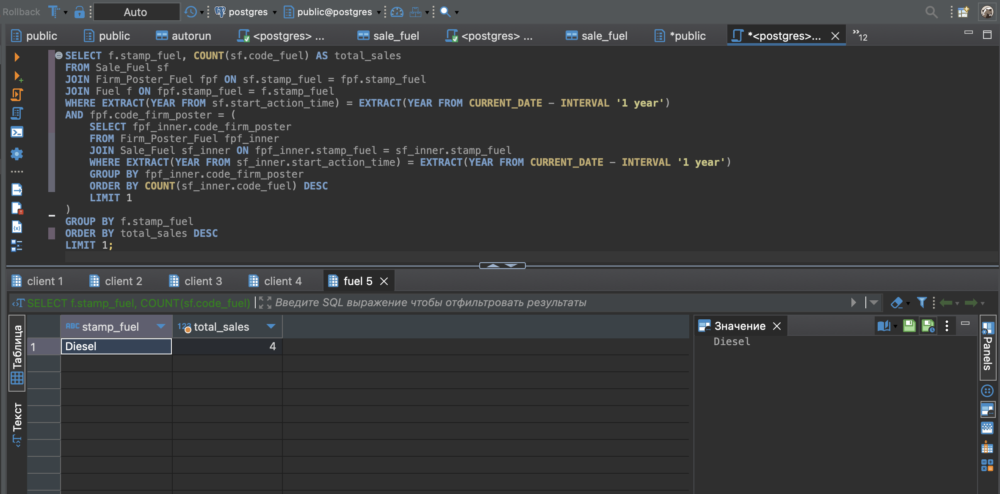 Rollback Auto postgres public@postgres
public public autorun <postgres> ... sale_fuel <postgres> ... sale_fuel *public *<postgres>... »12
SELECT f.stamp_fuel, COUNT(sf.code_fuel) AS total_sales
FROM Sale_Fuel sf
JOIN Firm_Poster_Fuel fpf ON sf.stamp_fuel = fpf.stamp_fuel
JOIN Fuel f ON fpf.stamp_fuel = f.stamp_fuel
WHERE EXTRACT(YEAR FROM sf.start_action_time) = EXTRACT(YEAR FROM CURRENT_DATE - INTERVAL '1 year')
AND fpf.code_firm_poster = (
    SELECT fpf_inner.code_firm_poster
    FROM Firm_Poster_Fuel fpf_inner
    JOIN Sale_Fuel sf_inner ON fpf_inner.stamp_fuel = sf_inner.stamp_fuel
    WHERE EXTRACT(YEAR FROM sf_inner.start_action_time) = EXTRACT(YEAR FROM CURRENT_DATE - INTERVAL '1 year')
    GROUP BY fpf_inner.code_firm_poster
    ORDER BY COUNT(sf_inner.code_fuel) DESC
    LIMIT 1
)
GROUP BY f.stamp_fuel
ORDER BY total_sales DESC
LIMIT 1;
client 1 client 2 client 3 client 4 fuel 5
SELECT f.stamp_fuel, COUNT(sf.code_fuel) Введите SQL выражение чтобы отфильтровать результаты
ABC stamp_fuel 123 total_sales
1 Diesel 4
Таблица
Текст
Значение
Diesel
Panels